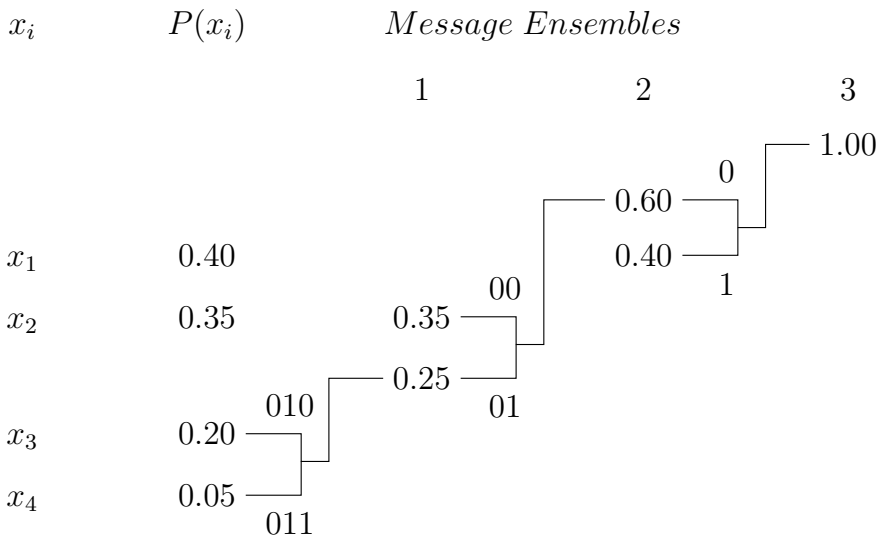 x_i P(x_i) Message Ensembles
1 2 3
1.00
0
0.60
x_1 0.40 0.40
00 1
x_2 0.35 0.35
0.25
010 01
x_3 0.20
x_4 0.05
011